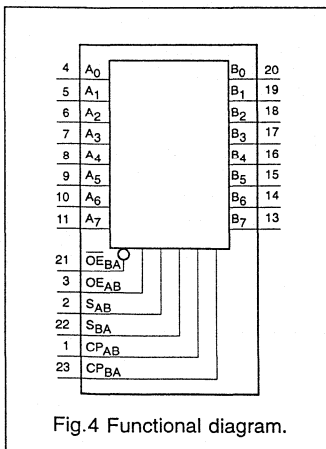 4 A0 B0 20
5 A1 B1 19
6 A2 B2 18
7 A3 B3 17
8 A4 B4 16
9 A5 B5 15
10 A6 B6 14
11 A7 B7 13
21 O̅E̅BA
3 OEAB
2 SAB
22 SBA
1 CPAB
23 CPBA
Fig.4 Functional diagram.